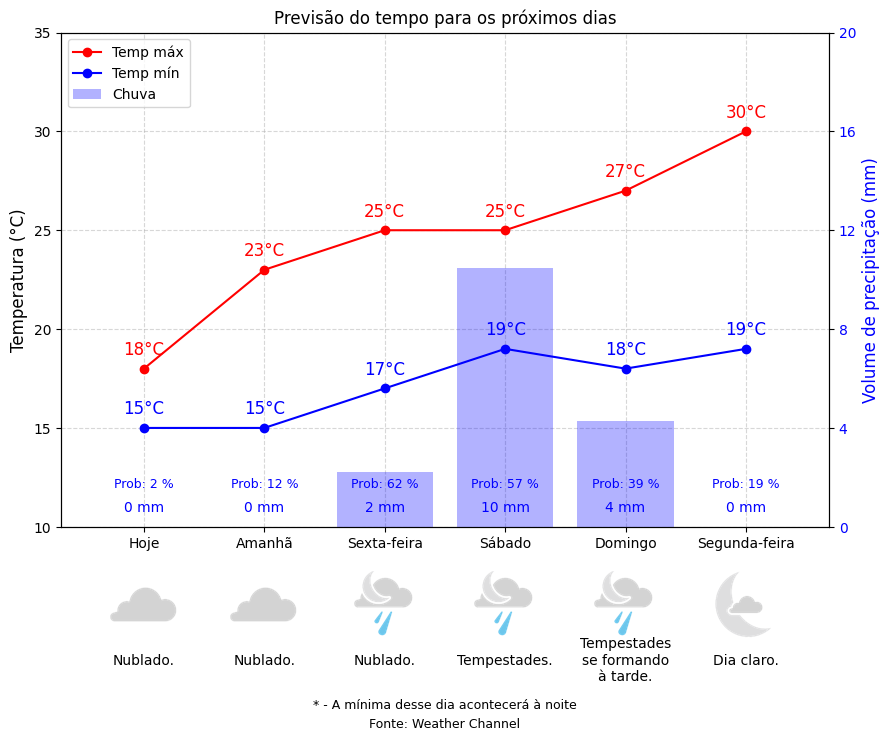 Previsão do tempo para os próximos dias
35
30
25
20
15
10
Temperatura (°C)
20
16
12
8
4
0
Volume de precipitação (mm)
Temp máx
Temp mín
Chuva
18°C
23°C
25°C
25°C
27°C
30°C
15°C
15°C
17°C
19°C
18°C
19°C
Prob: 2 %
Prob: 12 %
Prob: 62 %
Prob: 57 %
Prob: 39 %
Prob: 19 %
0 mm
0 mm
2 mm
10 mm
4 mm
0 mm
Hoje
Amanhã
Sexta-feira
Sábado
Domingo
Segunda-feira
Nublado.
Nublado.
Nublado.
Tempestades.
Tempestades
se formando
à tarde.
Dia claro.
* - A mínima desse dia acontecerá à noite
Fonte: Weather Channel